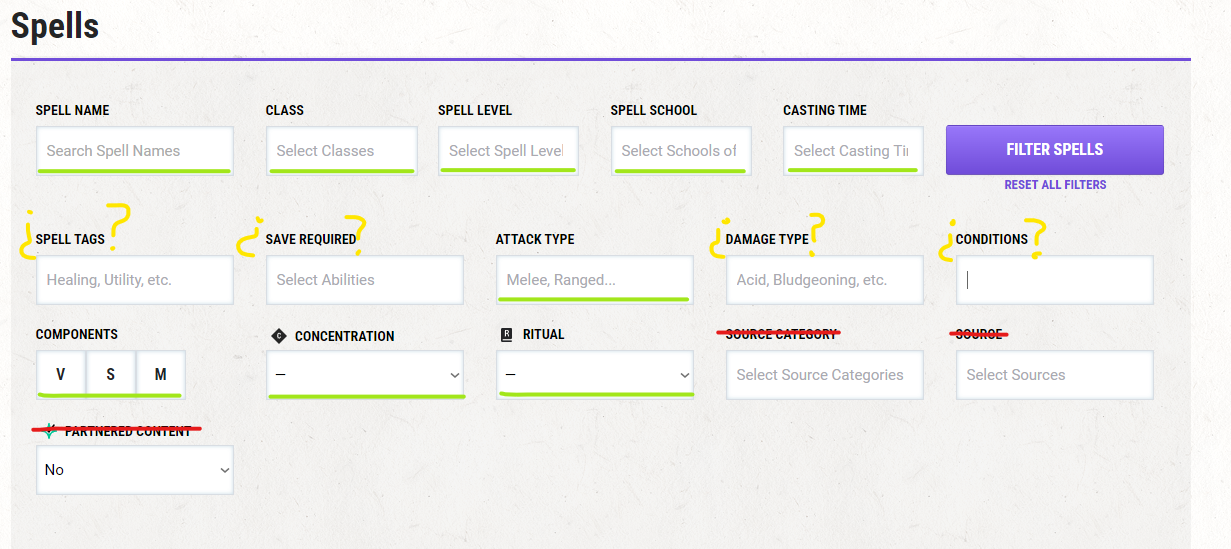 Spells
SPELL NAME CLASS SPELL LEVEL SPELL SCHOOL CASTING TIME
Search Spell Names Select Classes Select Spell Level Select Schools of Select Casting Tir FILTER SPELLS
RESET ALL FILTERS
¿SPELL TAGS? ¿SAVE REQUIRED? ATTACK TYPE ¿DAMAGE TYPE? ¿CONDITIONS?
Healing, Utility, etc. Select Abilities Melee, Ranged... Acid, Bludgeoning, etc.
COMPONENTS C CONCENTRATION R RITUAL SOURCE CATEGORY SOURCE
V S M — — Select Source Categories Select Sources
PARTNERED CONTENT
No